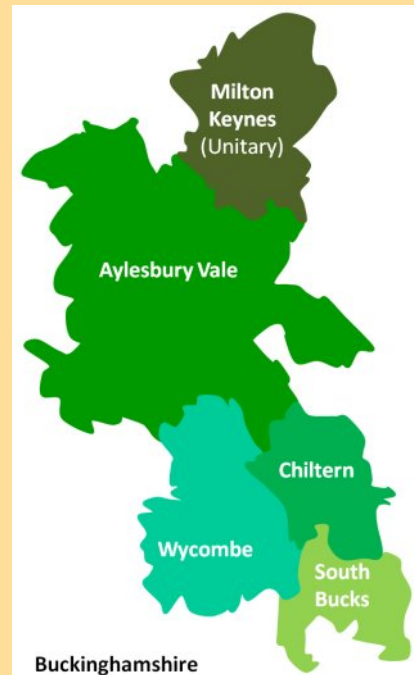 Milton
Keynes
(Unitary)
Aylesbury Vale
Chiltern
Wycombe
South
Bucks
Buckinghamshire